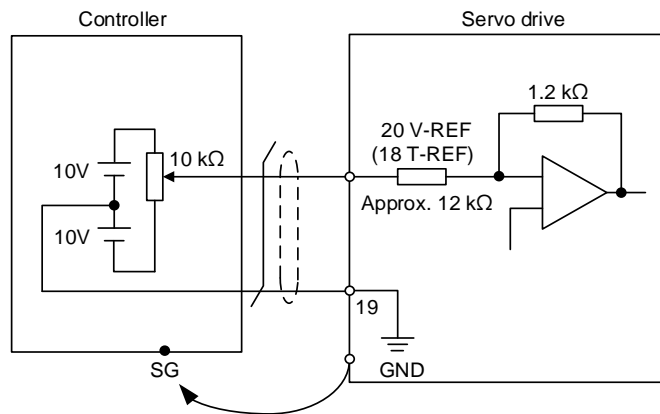 Controller
Servo drive
1.2 kΩ
20 V-REF
(18 T-REF)
10 kΩ
10V
Approx. 12 kΩ
10V
19
SG
GND